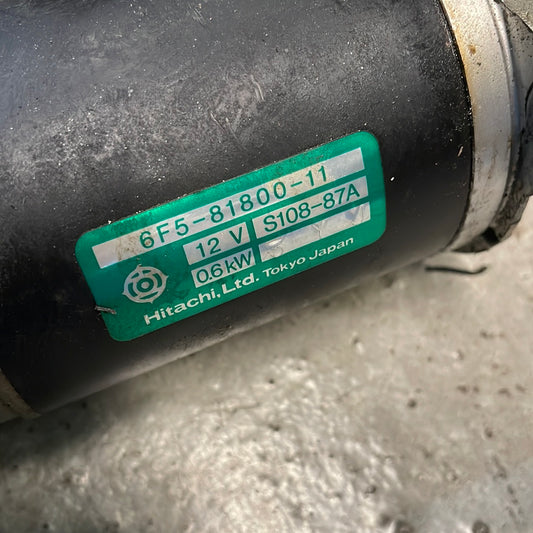 6F5-81800-11
12 V S108-87A
0.6kW
Hitachi, Ltd. Tokyo Japan